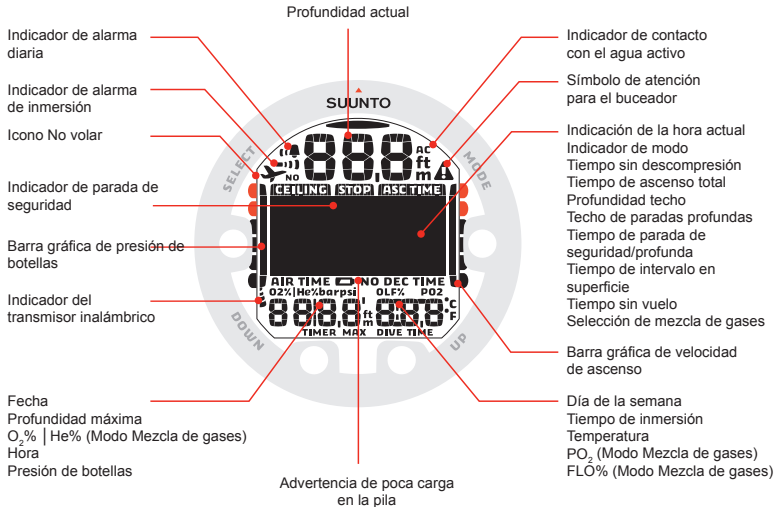 Profundidad actual
Indicador de alarma
diaria
Indicador de alarma
de inmersión
Icono No volar
Indicador de parada de
seguridad
Barra gráfica de presión de
botellas
Indicador del
transmisor inalámbrico
Fecha
Profundidad máxima
O2% | He% (Modo Mezcla de gases)
Hora
Presión de botellas
SUUNTO
SELECT
MODE
DOWN
UP
88.8
AC
ft
m
NO
CEILING STOP ASC TIME
AIR TIME NO DEC TIME
O2%|He%barpsi OLF% PO2
888.8 ft m 888 °C F
TIMER MAX DIVE TIME
Advertencia de poca carga
en la pila
Indicador de contacto
con el agua activo
Símbolo de atención
para el buceador
Indicación de la hora actual
Indicador de modo
Tiempo sin descompresión
Tiempo de ascenso total
Profundidad techo
Techo de paradas profundas
Tiempo de parada de
seguridad/profunda
Tiempo de intervalo en
superficie
Tiempo sin vuelo
Selección de mezcla de gases
Barra gráfica de velocidad
de ascenso
Día de la semana
Tiempo de inmersión
Temperatura
PO2 (Modo Mezcla de gases)
FLO% (Modo Mezcla de gases)